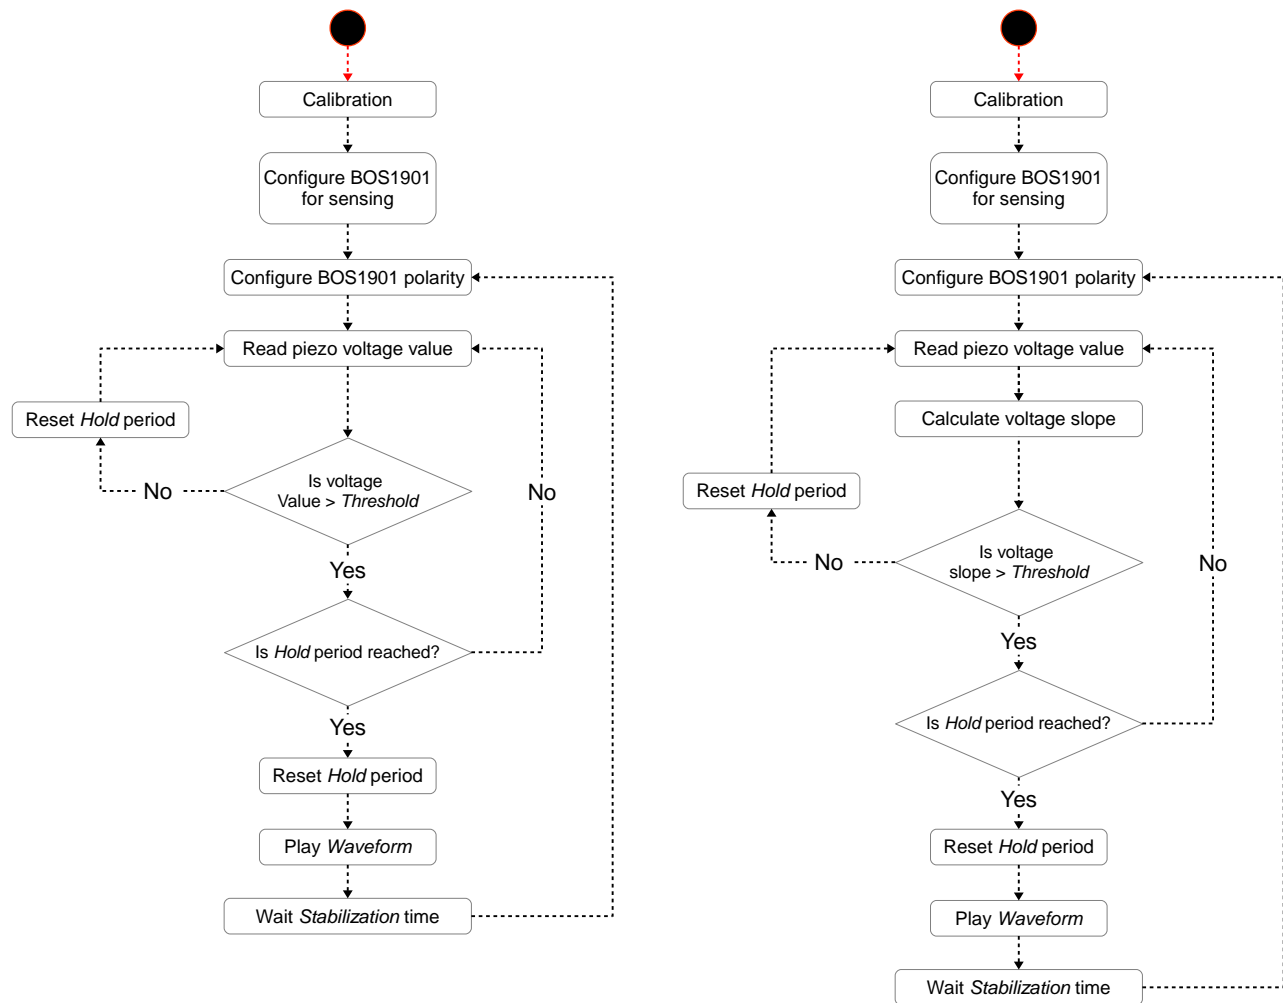 Calibration
Configure BOS1901
for sensing
Configure BOS1901 polarity
Read piezo voltage value
Reset Hold period
Is voltage
Value > Threshold
No
No
Yes
Is Hold period reached?
Yes
Reset Hold period
Play Waveform
Wait Stabilization time
Calibration
Configure BOS1901
for sensing
Configure BOS1901 polarity
Read piezo voltage value
Calculate voltage slope
Reset Hold period
Is voltage
slope > Threshold
No
No
Yes
Is Hold period reached?
Yes
Reset Hold period
Play Waveform
Wait Stabilization time